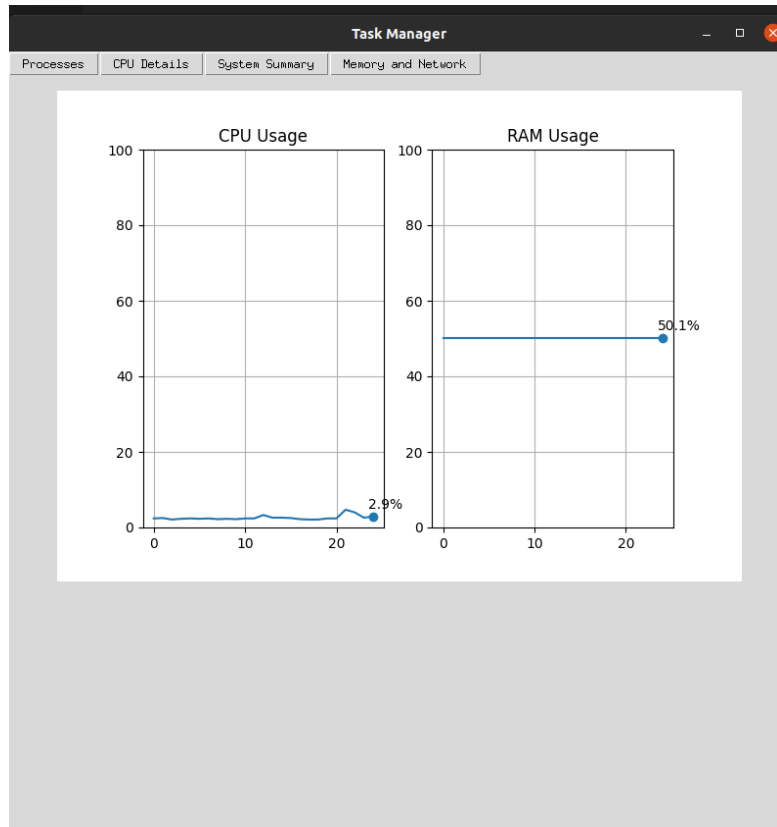 Task Manager
Processes CPU Details System Summary Memory and Network
CPU Usage RAM Usage
100 100
80 80
60 60
50.1%
40 40
20 20
2.9%
0 0
0 10 20 0 10 20